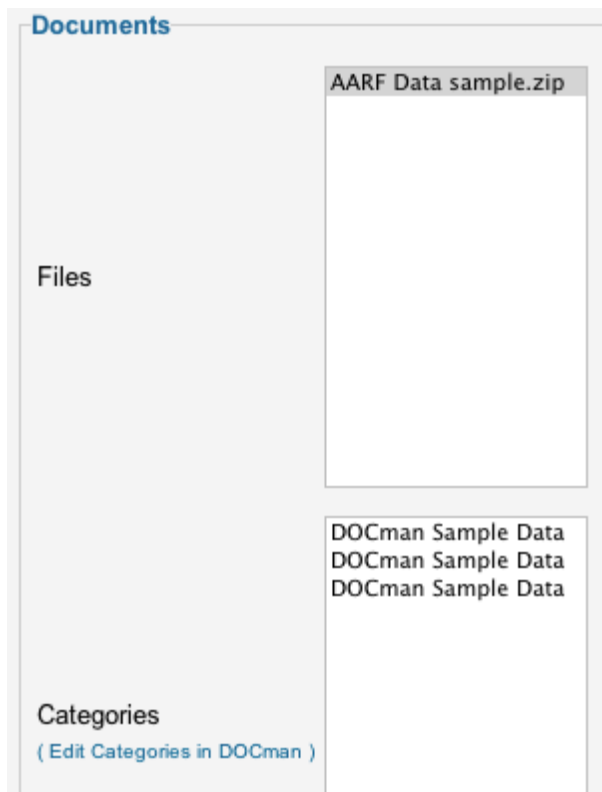 Documents
AARF Data sample.zip
Files
DOCman Sample Data
DOCman Sample Data
DOCman Sample Data
Categories
( Edit Categories in DOCman )